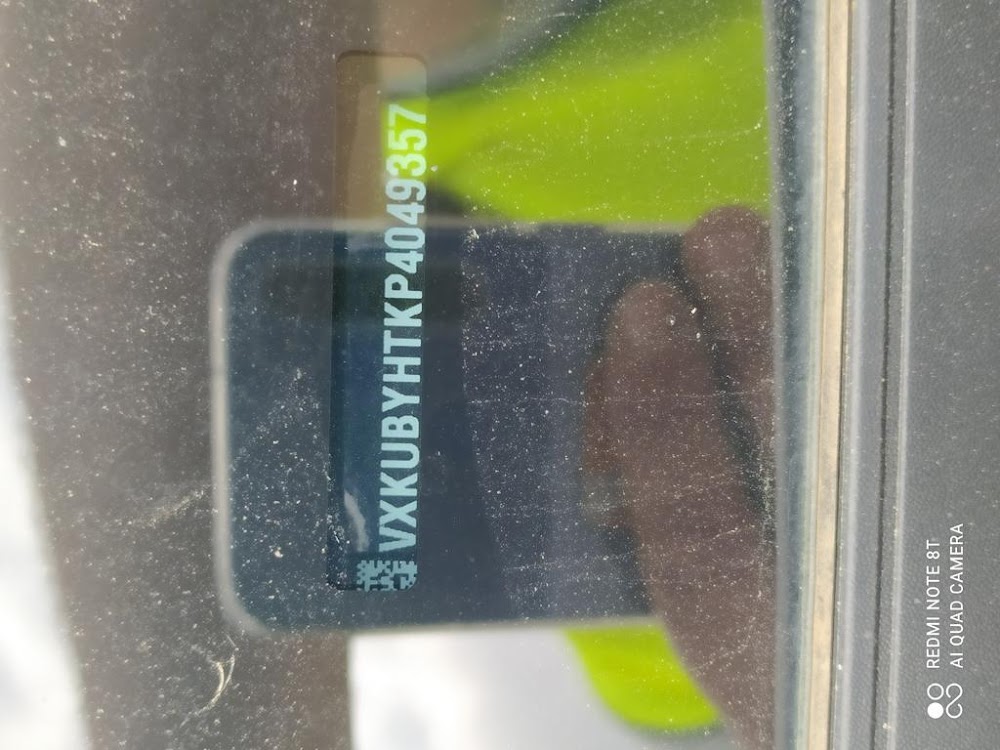 VXKUBYHTKP4049357
REDMI NOTE 8T
AI QUAD CAMERA